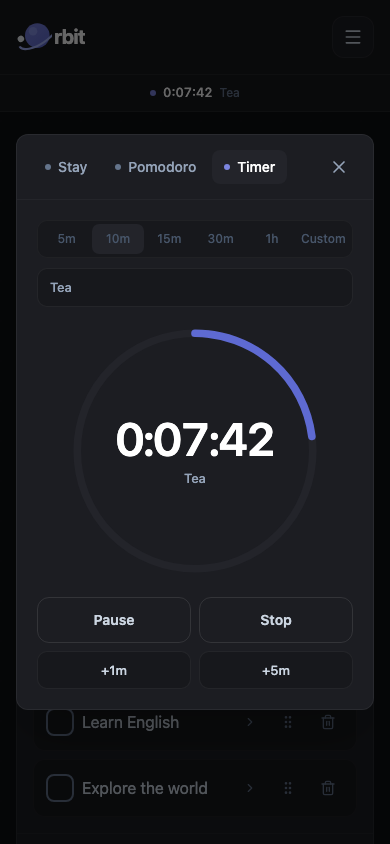 rbit
0:07:42 Tea
Stay Pomodoro Timer
5m 10m 15m 30m 1h Custom
Tea
0:07:42
Tea
Pause Stop
+1m +5m
Learn English
Explore the world